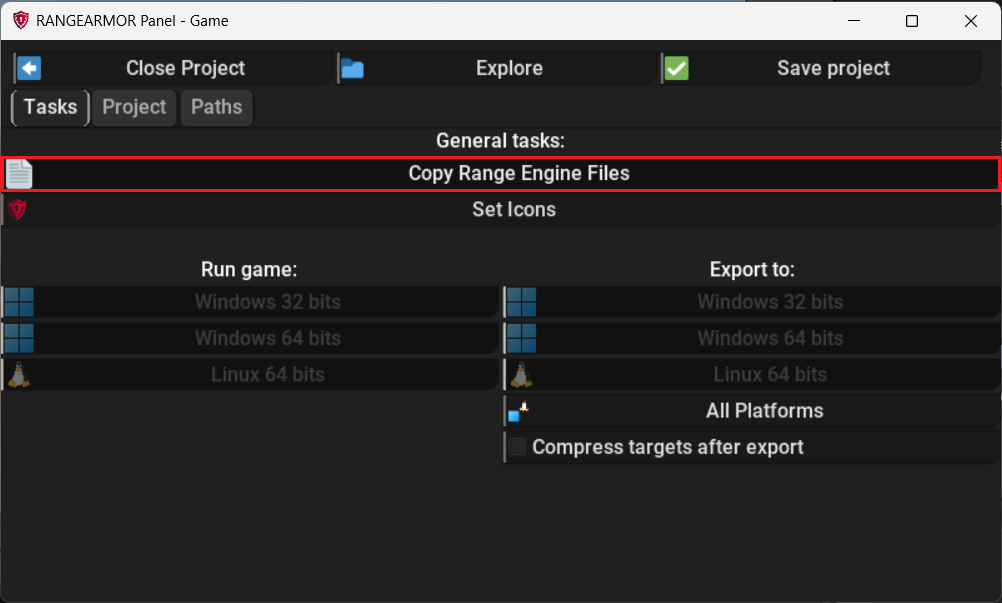 RANGEARMOR Panel - Game
Close Project Explore Save project
Tasks Project Paths
General tasks:
Copy Range Engine Files
Set Icons
Run game: Export to:
Windows 32 bits Windows 32 bits
Windows 64 bits Windows 64 bits
Linux 64 bits Linux 64 bits
All Platforms
Compress targets after export